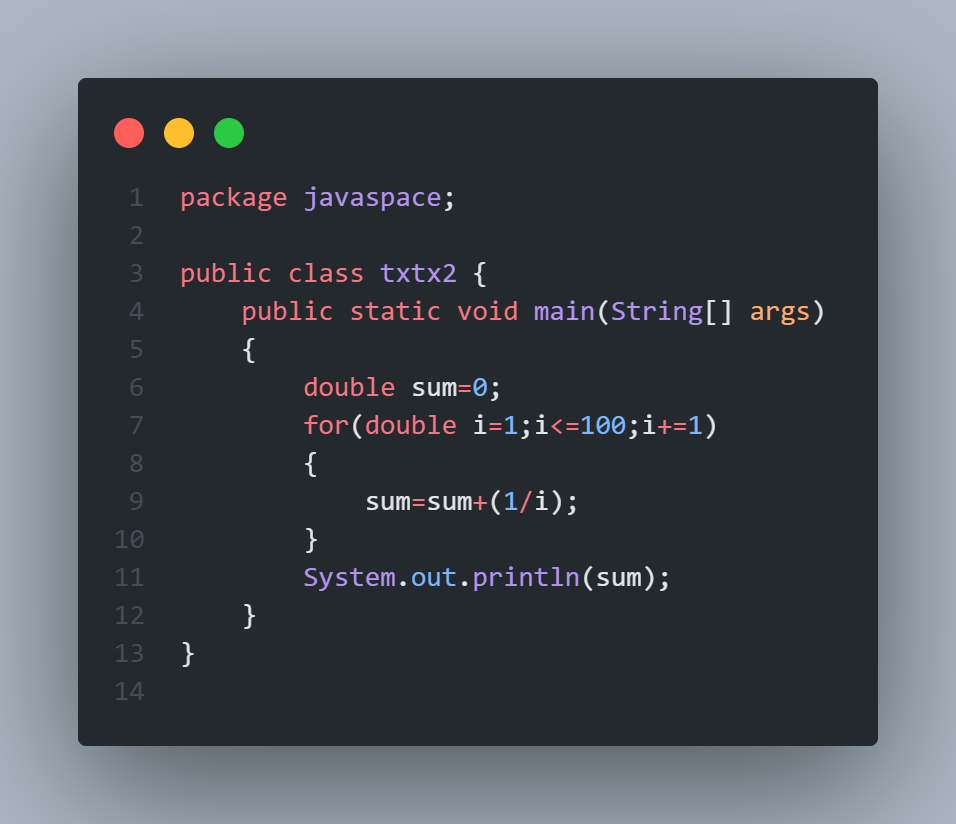 1 package javaspace;
2
3 public class txtx2 {
4     public static void main(String[] args)
5     {
6         double sum=0;
7         for(double i=1;i<=100;i+=1)
8         {
9             sum=sum+(1/i);
10         }
11         System.out.println(sum);
12     }
13 }
14